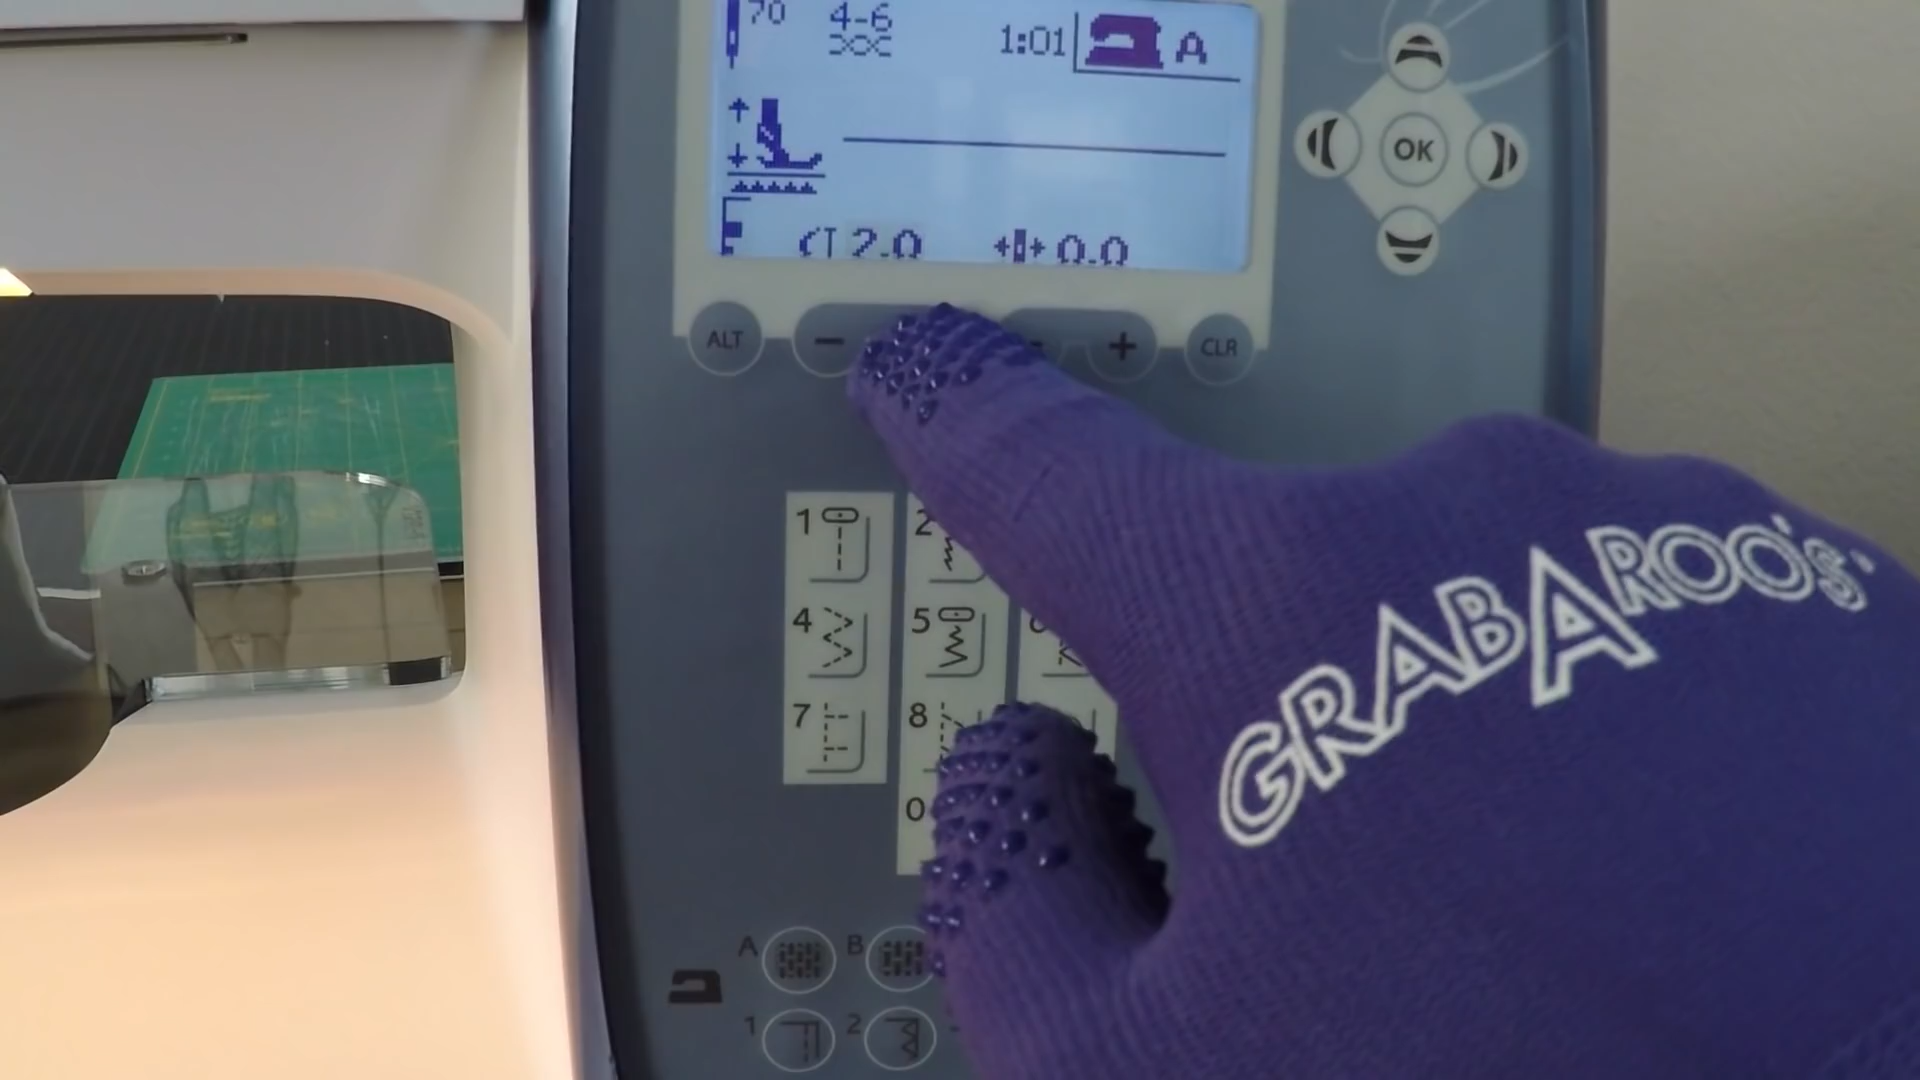 70 4-6 1:01 A
2.0 0.0
OK
ALT − + CLR
1 2
4 5
7 8
0
A B
1 2
GRABAROO'S